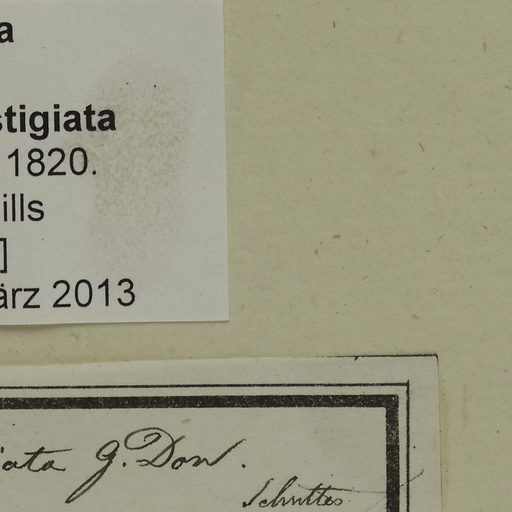 a
stigiata
1820.
ills
]
ärz 2013
iata G. Don.
Schultes